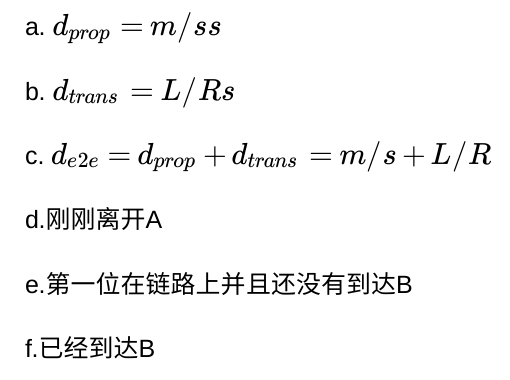 a. d_{prop} = m/ss
b. d_{trans} = L/Rs
c. d_{e2e} = d_{prop} + d_{trans} = m/s + L/R
d.刚刚离开A
e.第一位在链路上并且还没有到达B
f.已经到达B